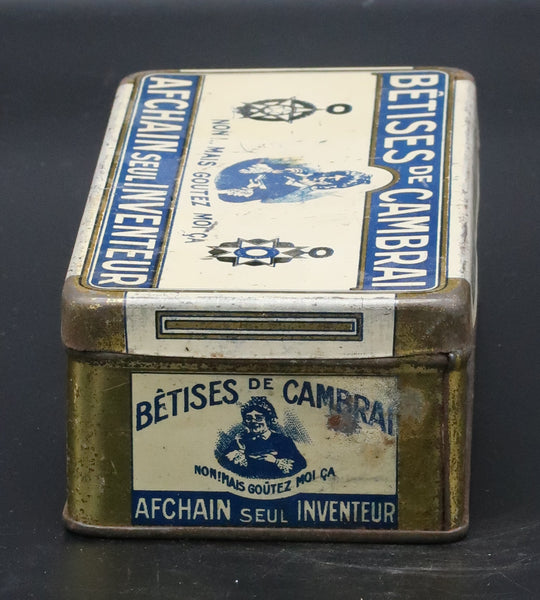 BÊTISES DE CAMBRAI
NON! MAIS GOUTEZ MOI ÇA
AFCHAIN SEUL INVENTEUR
BÊTISES DE CAMBRAI
NON! MAIS GOÛTEZ MOI ÇA
AFCHAIN SEUL INVENTEUR